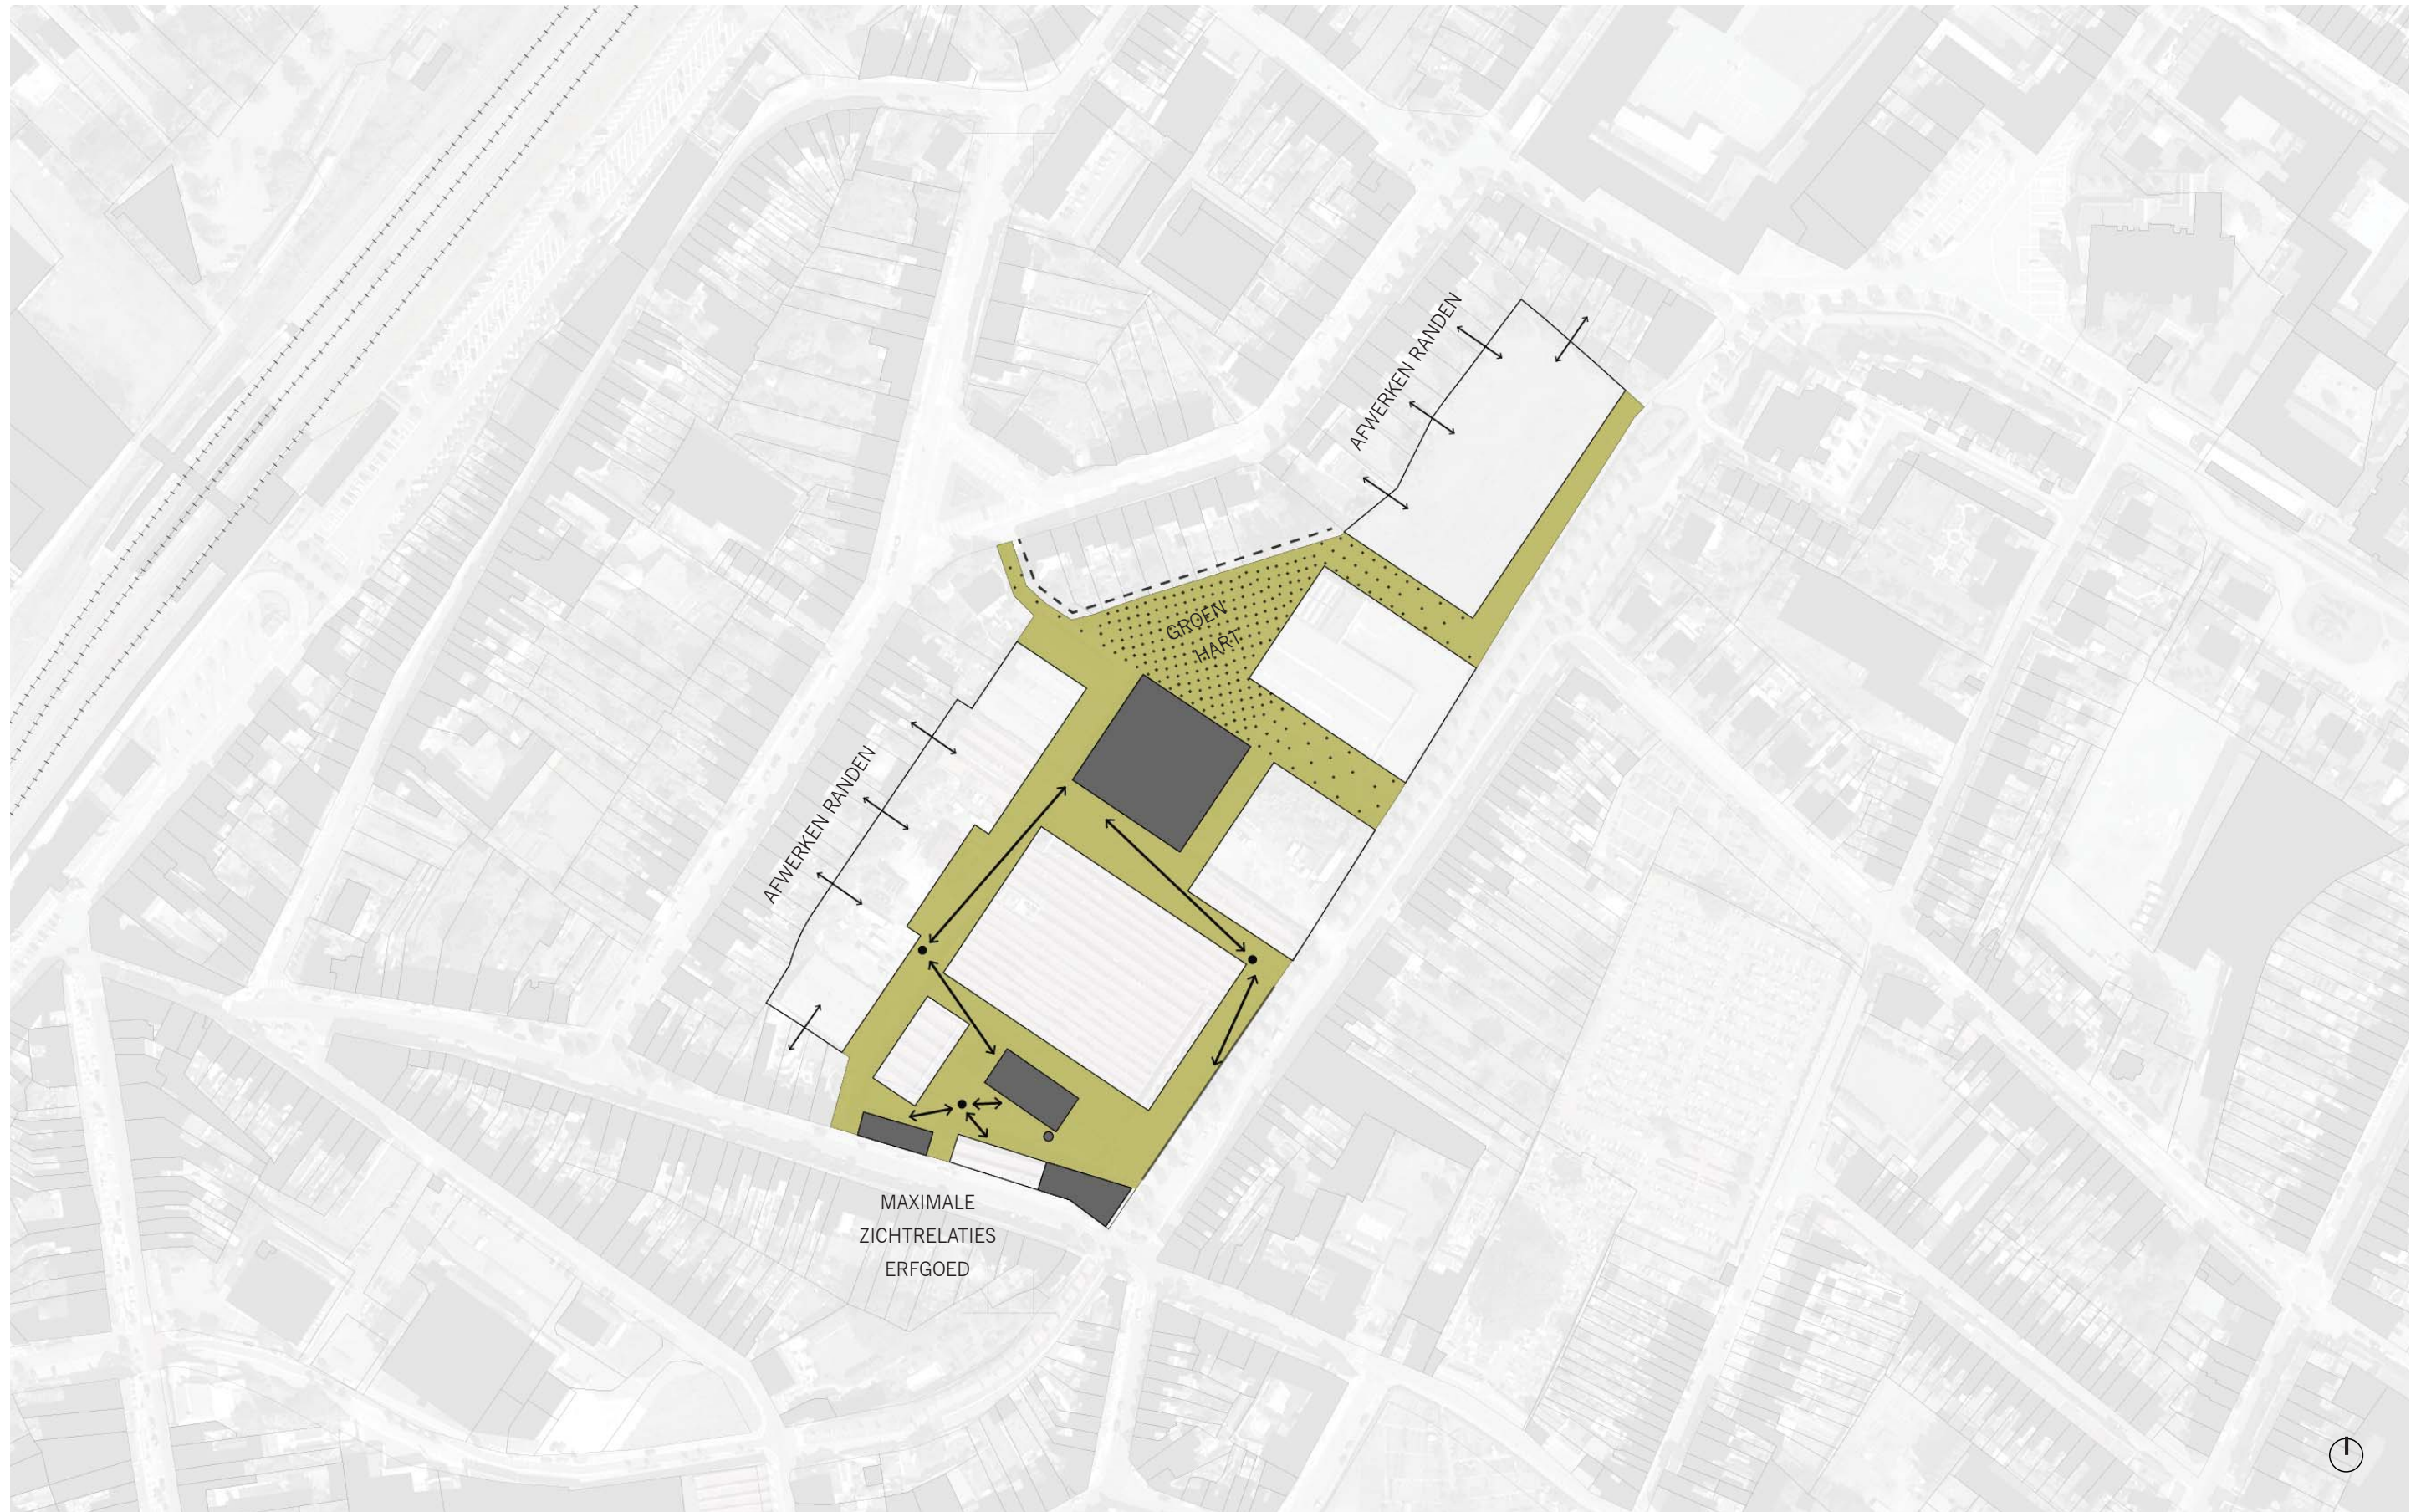 AFWERKEN RANDEN
GROEN
HART
AFWERKEN RANDEN
MAXIMALE
ZICHTRELATIES
ERFGOED